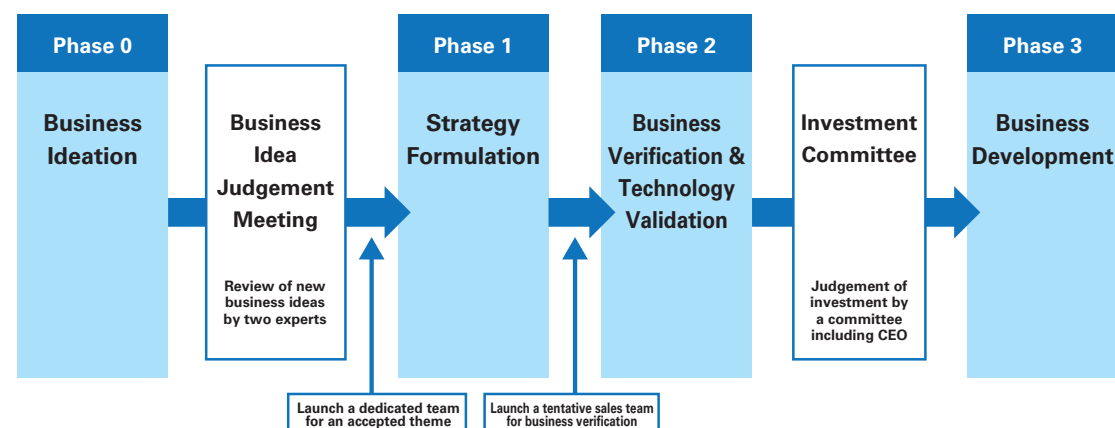 Phase 0
Business
Ideation
Business
Idea
Judgement
Meeting
Review of new
business ideas
by two experts
Phase 1
Strategy
Formulation
Phase 2
Business
Verification &
Technology
Validation
Investment
Committee
Judgement of
investment by
a committee
including CEO
Phase 3
Business
Development
Launch a dedicated team
for an accepted theme
Launch a tentative sales team
for business verification